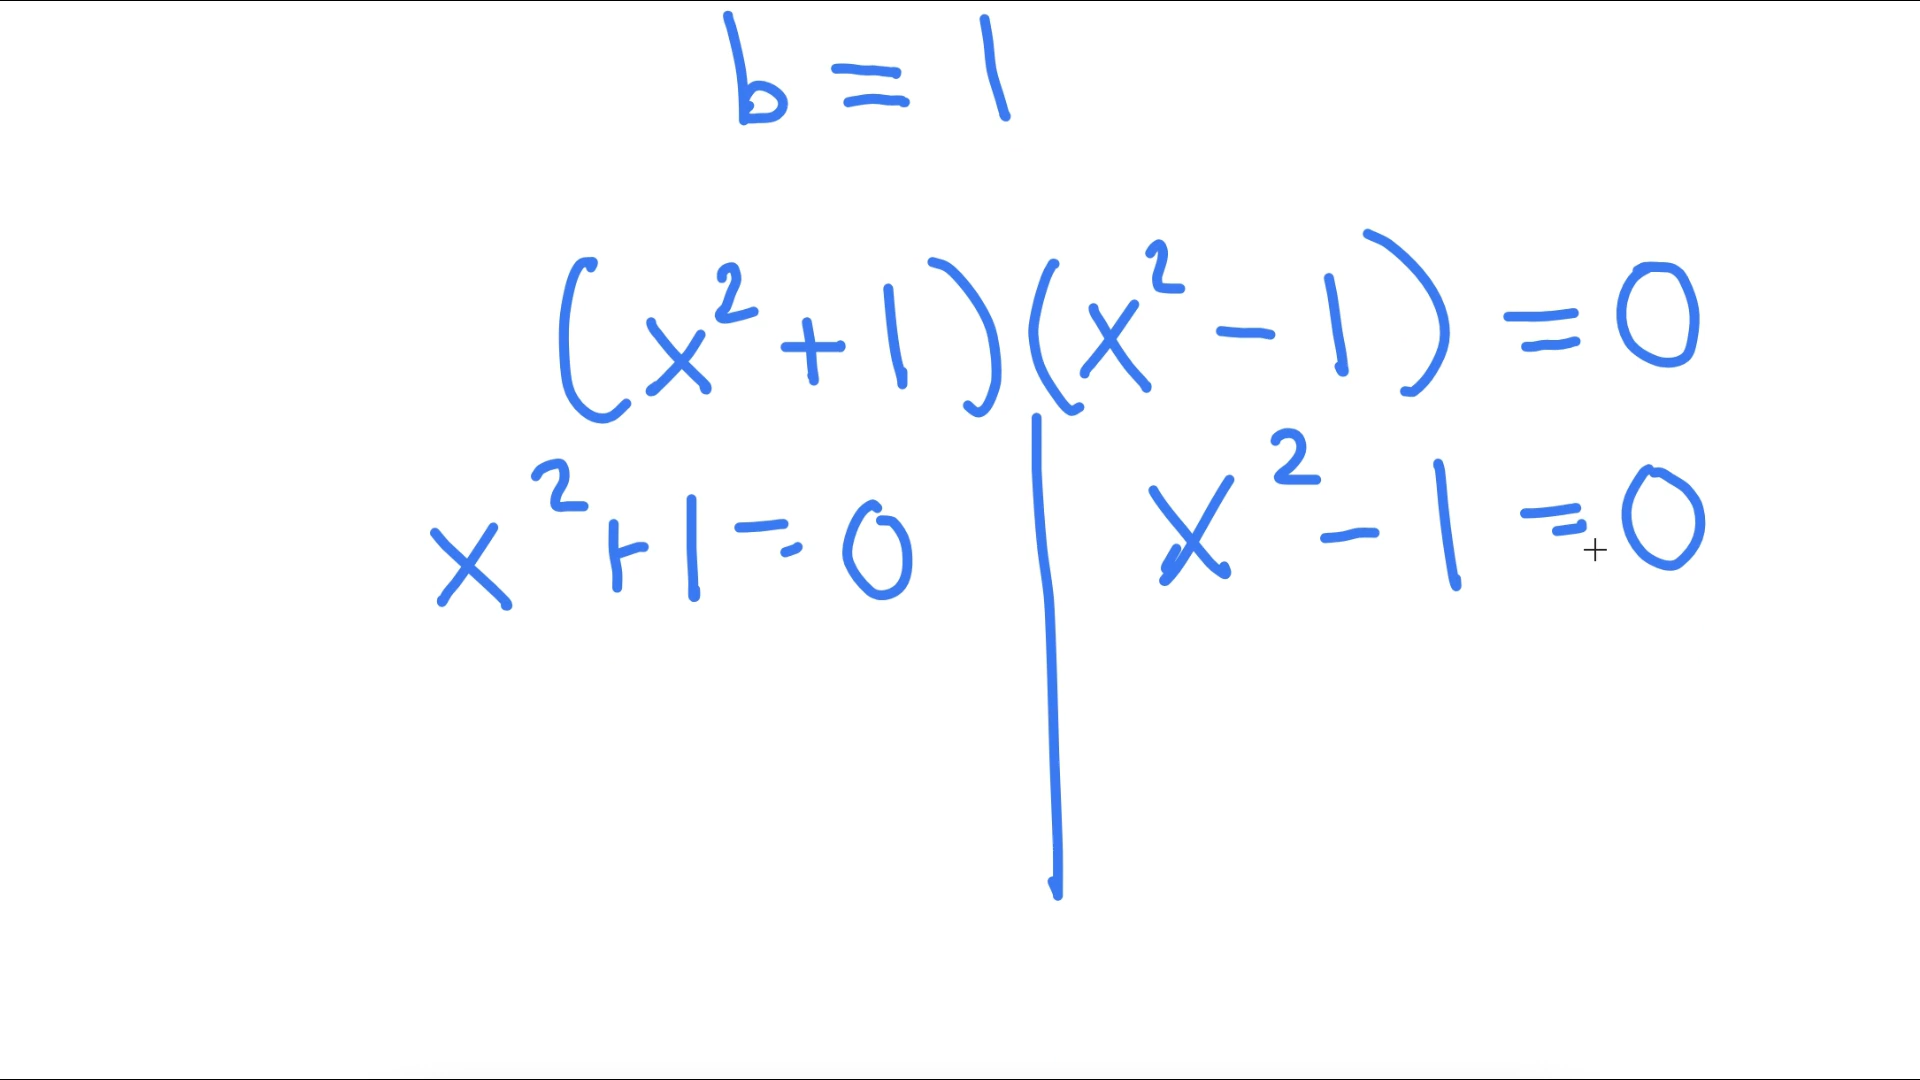 b = 1
(x²+1)(x²-1) = 0
x²+1=0 | x²-1=0